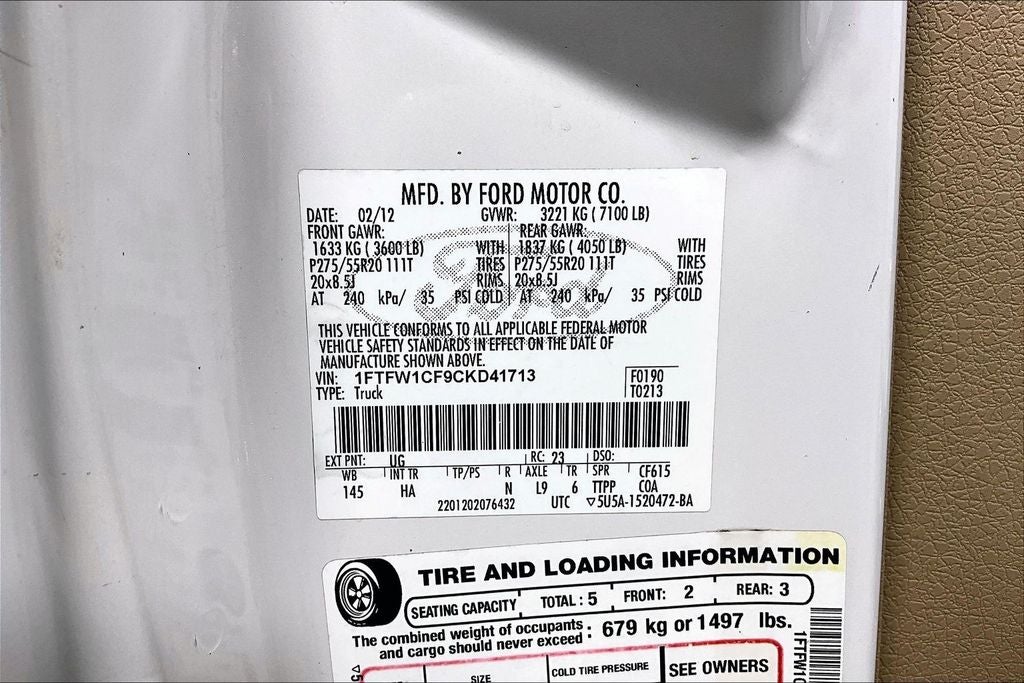 MFD. BY FORD MOTOR CO.
DATE: 02/12 GVWR: 3221 KG ( 7100 LB)
FRONT GAWR: REAR GAWR:
1633 KG ( 3600 LB) WITH 1837 KG ( 4050 LB) WITH
P275/55R20 111T TIRES P275/55R20 111T TIRES
20x8.5J RIMS 20x8.5J RIMS
AT 240 kPa/ 35 PSI COLD AT 240 kPa/ 35 PSI COLD
Ford
THIS VEHICLE CONFORMS TO ALL APPLICABLE FEDERAL MOTOR
VEHICLE SAFETY STANDARDS IN EFFECT ON THE DATE OF
MANUFACTURE SHOWN ABOVE.
VIN: 1FTFW1CF9CKD41713 F0190
TYPE: Truck T0213
EXT PNT: UG RC: 23 DSO:
WB INT TR TP/PS R AXLE TR SPR CF615
145 HA N L9 6 TTPP COA
2201202076432 UTC ▽5U5A-1520472-BA
TIRE AND LOADING INFORMATION
SEATING CAPACITY TOTAL : 5 FRONT: 2 REAR: 3
The combined weight of occupants
and cargo should never exceed : 679 kg or 1497 lbs.
SIZE COLD TIRE PRESSURE SEE OWNERS
▽5
1FTFW1C